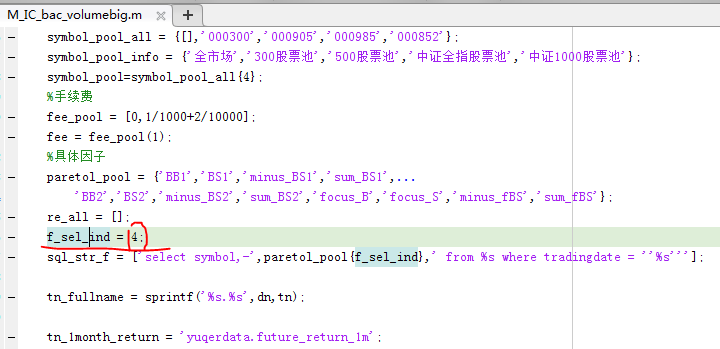 M_IC_bac_volumebig.m
symbol_pool_all = {[],'000300','000905','000985','000852'};
symbol_pool_info = {'全市场','300股票池','500股票池','中证全指股票池','中证1000股票池'};
symbol_pool=symbol_pool_all{4};
%手续费
fee_pool = [0,1/1000+2/10000];
fee = fee_pool(1);
%具体因子
paretol_pool = {'BB1','BS1','minus_BS1','sum_BS1',...
'BB2','BS2','minus_BS2','sum_BS2','focus_B','focus_S','minus_fBS','sum_fBS'};
re_all = [];
f_sel_ind = 4;
sql_str_f = ['select symbol,-',paretol_pool{f_sel_ind},' from %s where tradingdate = ''%s'''];
tn_fullname = sprintf('%s.%s',dn,tn);
tn_1month_return = 'yuqerdata.future_return_1m';